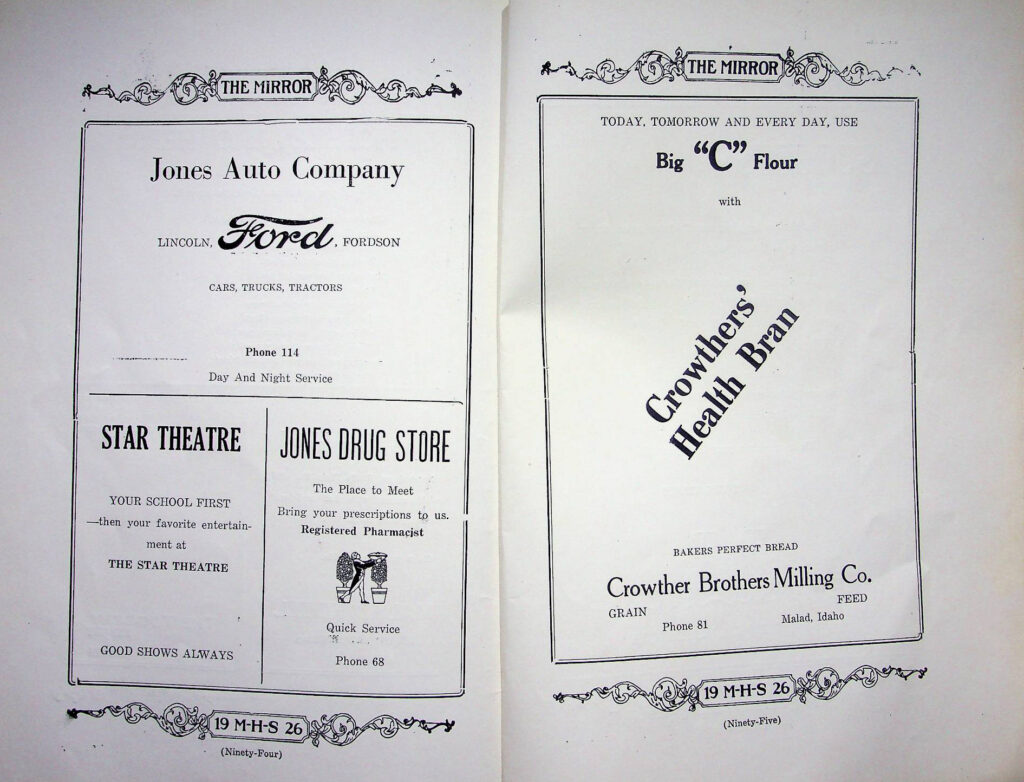 THE MIRROR
Jones Auto Company
LINCOLN, Ford, FORDSON
CARS, TRUCKS, TRACTORS
Phone 114
Day And Night Service
STAR THEATRE
YOUR SCHOOL FIRST
—then your favorite entertain-
ment at
THE STAR THEATRE
GOOD SHOWS ALWAYS
JONES DRUG STORE
The Place to Meet
Bring your prescriptions to us.
Registered Pharmacist
Quick Service
Phone 68
19 M-H-S 26
(Ninety-Four)
THE MIRROR
TODAY, TOMORROW AND EVERY DAY, USE
Big "C" Flour
with
Crowthers'
Health Bran
BAKERS PERFECT BREAD
Crowther Brothers Milling Co.
GRAIN FEED
Phone 81 Malad, Idaho
19 M-H-S 26
(Ninety-Five)